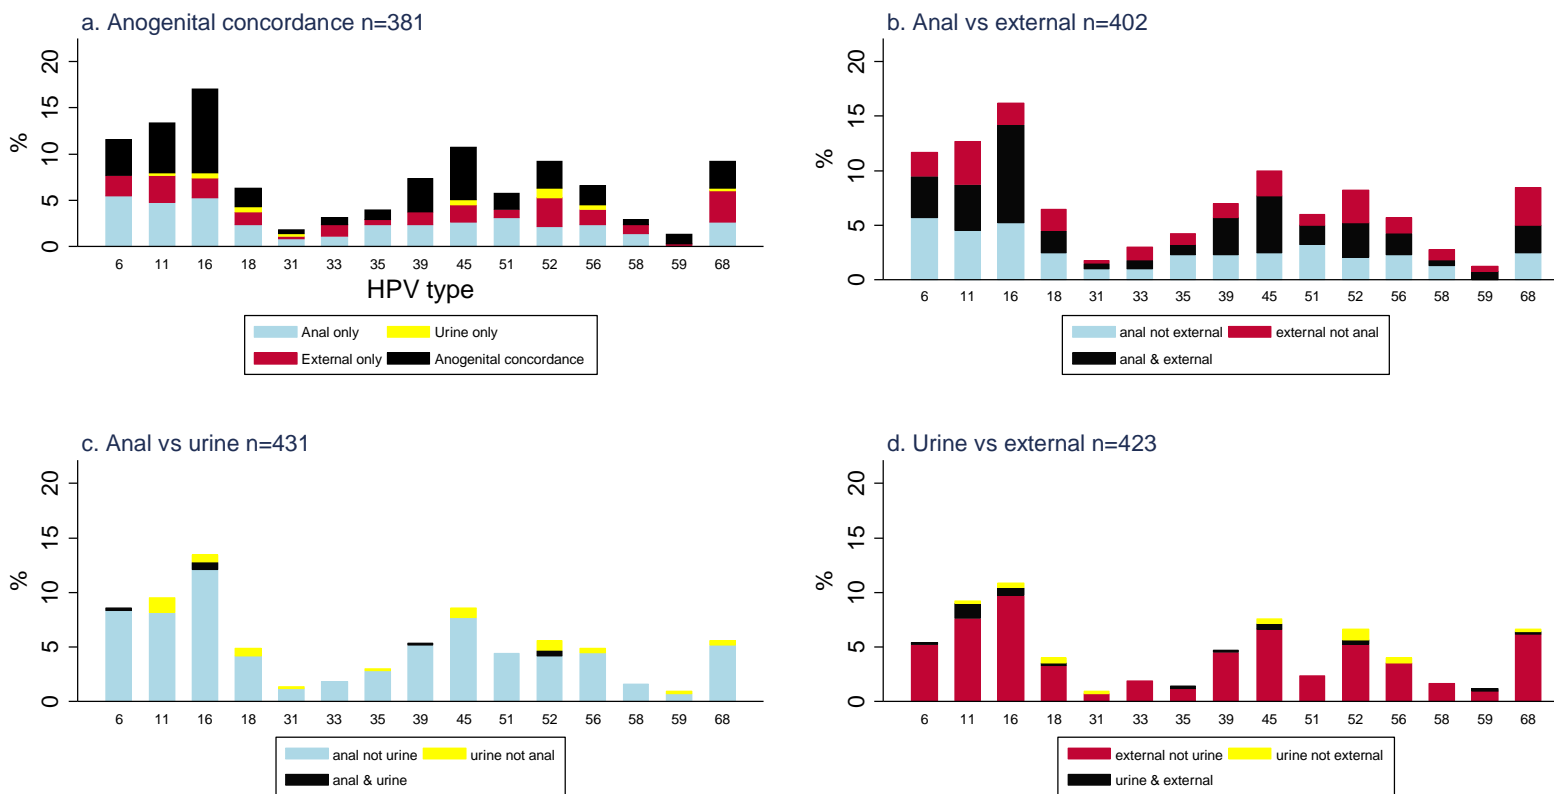 a. Anogenital concordance n=381
20
15
10
5
0
%
6 11 16 18 31 33 35 39 45 51 52 56 58 59 68
HPV type
Anal only Urine only
External only Anogenital concordance
b. Anal vs external n=402
20
15
10
5
0
%
6 11 16 18 31 33 35 39 45 51 52 56 58 59 68
anal not external external not anal
anal & external
c. Anal vs urine n=431
20
15
10
5
0
%
6 11 16 18 31 33 35 39 45 51 52 56 58 59 68
anal not urine urine not anal
anal & urine
d. Urine vs external n=423
20
15
10
5
0
%
6 11 16 18 31 33 35 39 45 51 52 56 58 59 68
external not urine urine not external
urine & external